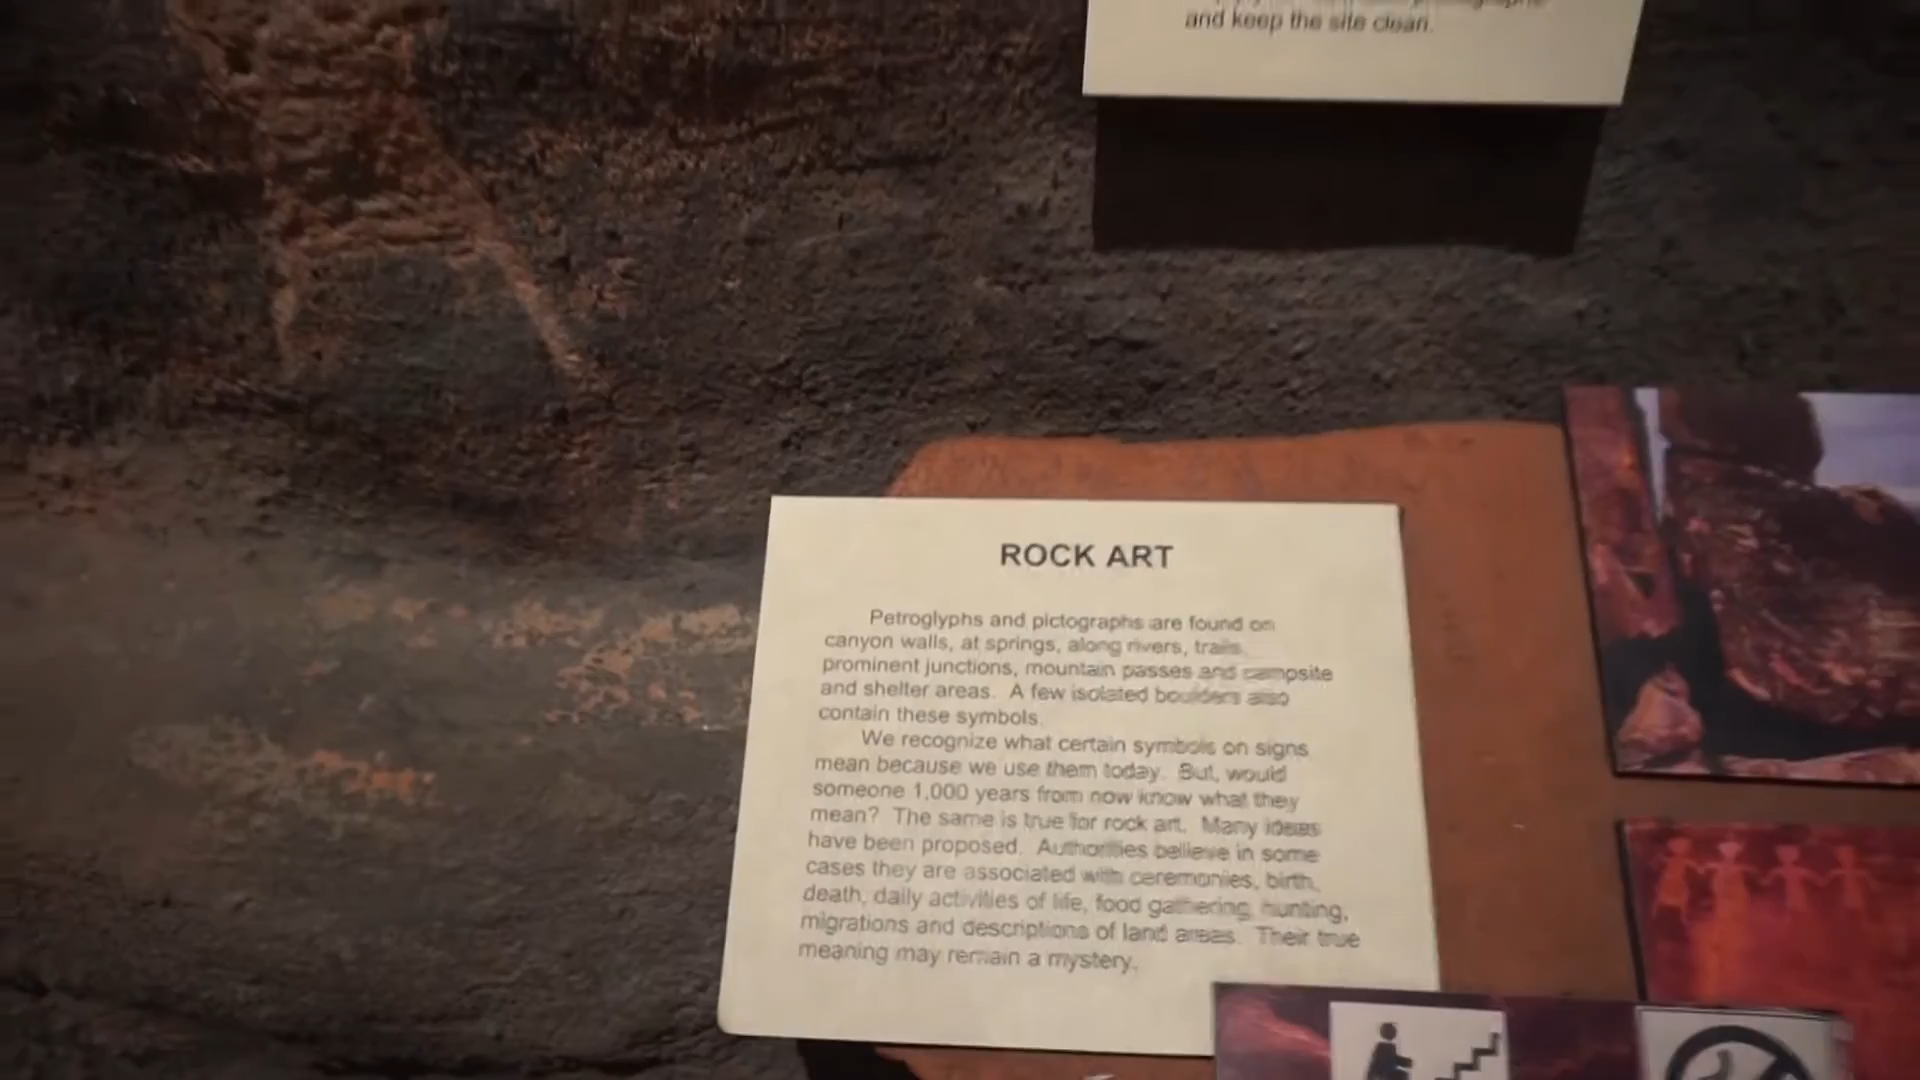 and keep the site clean.
ROCK ART
Petroglyphs and pictographs are found on
canyon walls, at springs, along rivers, trails,
prominent junctions, mountain passes and campsite
and shelter areas. A few isolated boulders also
contain these symbols.
We recognize what certain symbols on signs
mean because we use them today. But, would
someone 1,000 years from now know what they
mean? The same is true for rock art. Many ideas
have been proposed. Authorities believe in some
cases they are associated with ceremonies, birth,
death, daily activities of life, food gathering, hunting,
migrations and descriptions of land areas. Their true
meaning may remain a mystery.